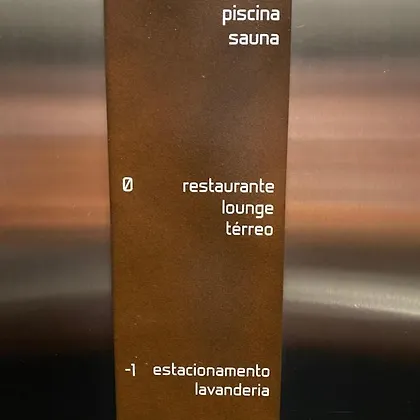 piscina
sauna
0 restaurante
lounge
térreo
-1 estacionamento
lavanderia